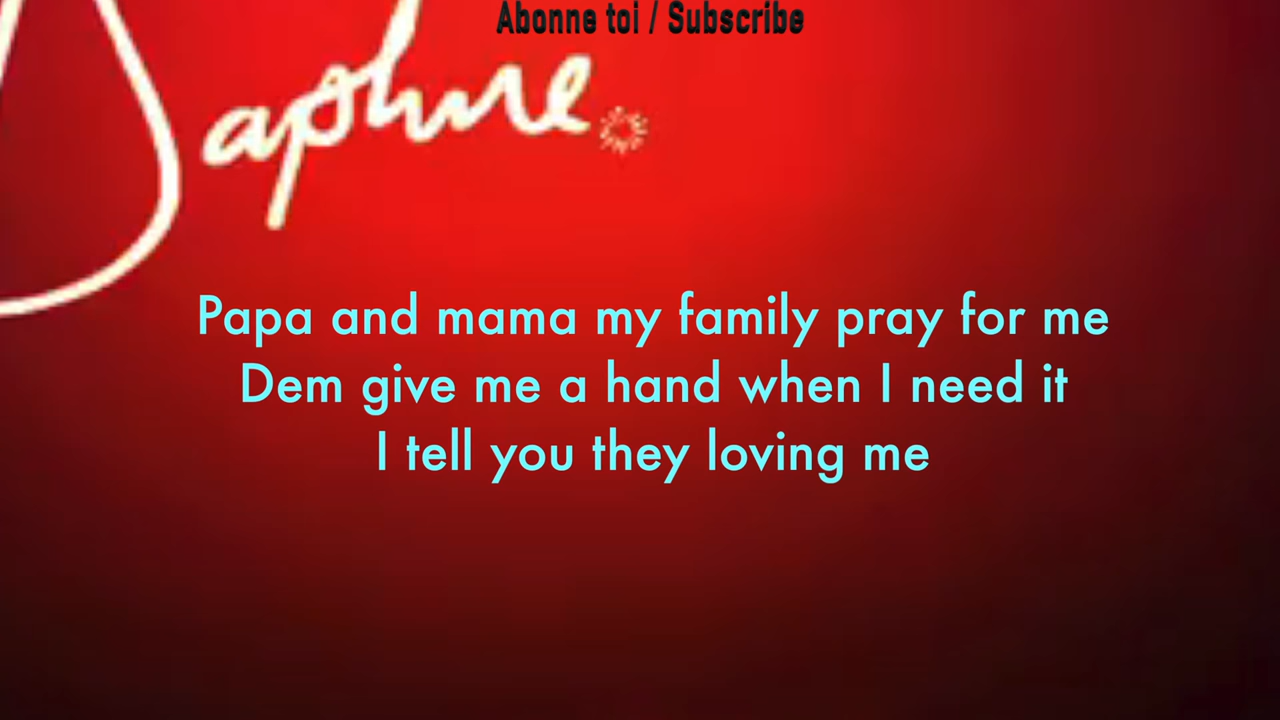 Abonne toi / Subscribe
Daphne
Papa and mama my family pray for me
Dem give me a hand when I need it
I tell you they loving me